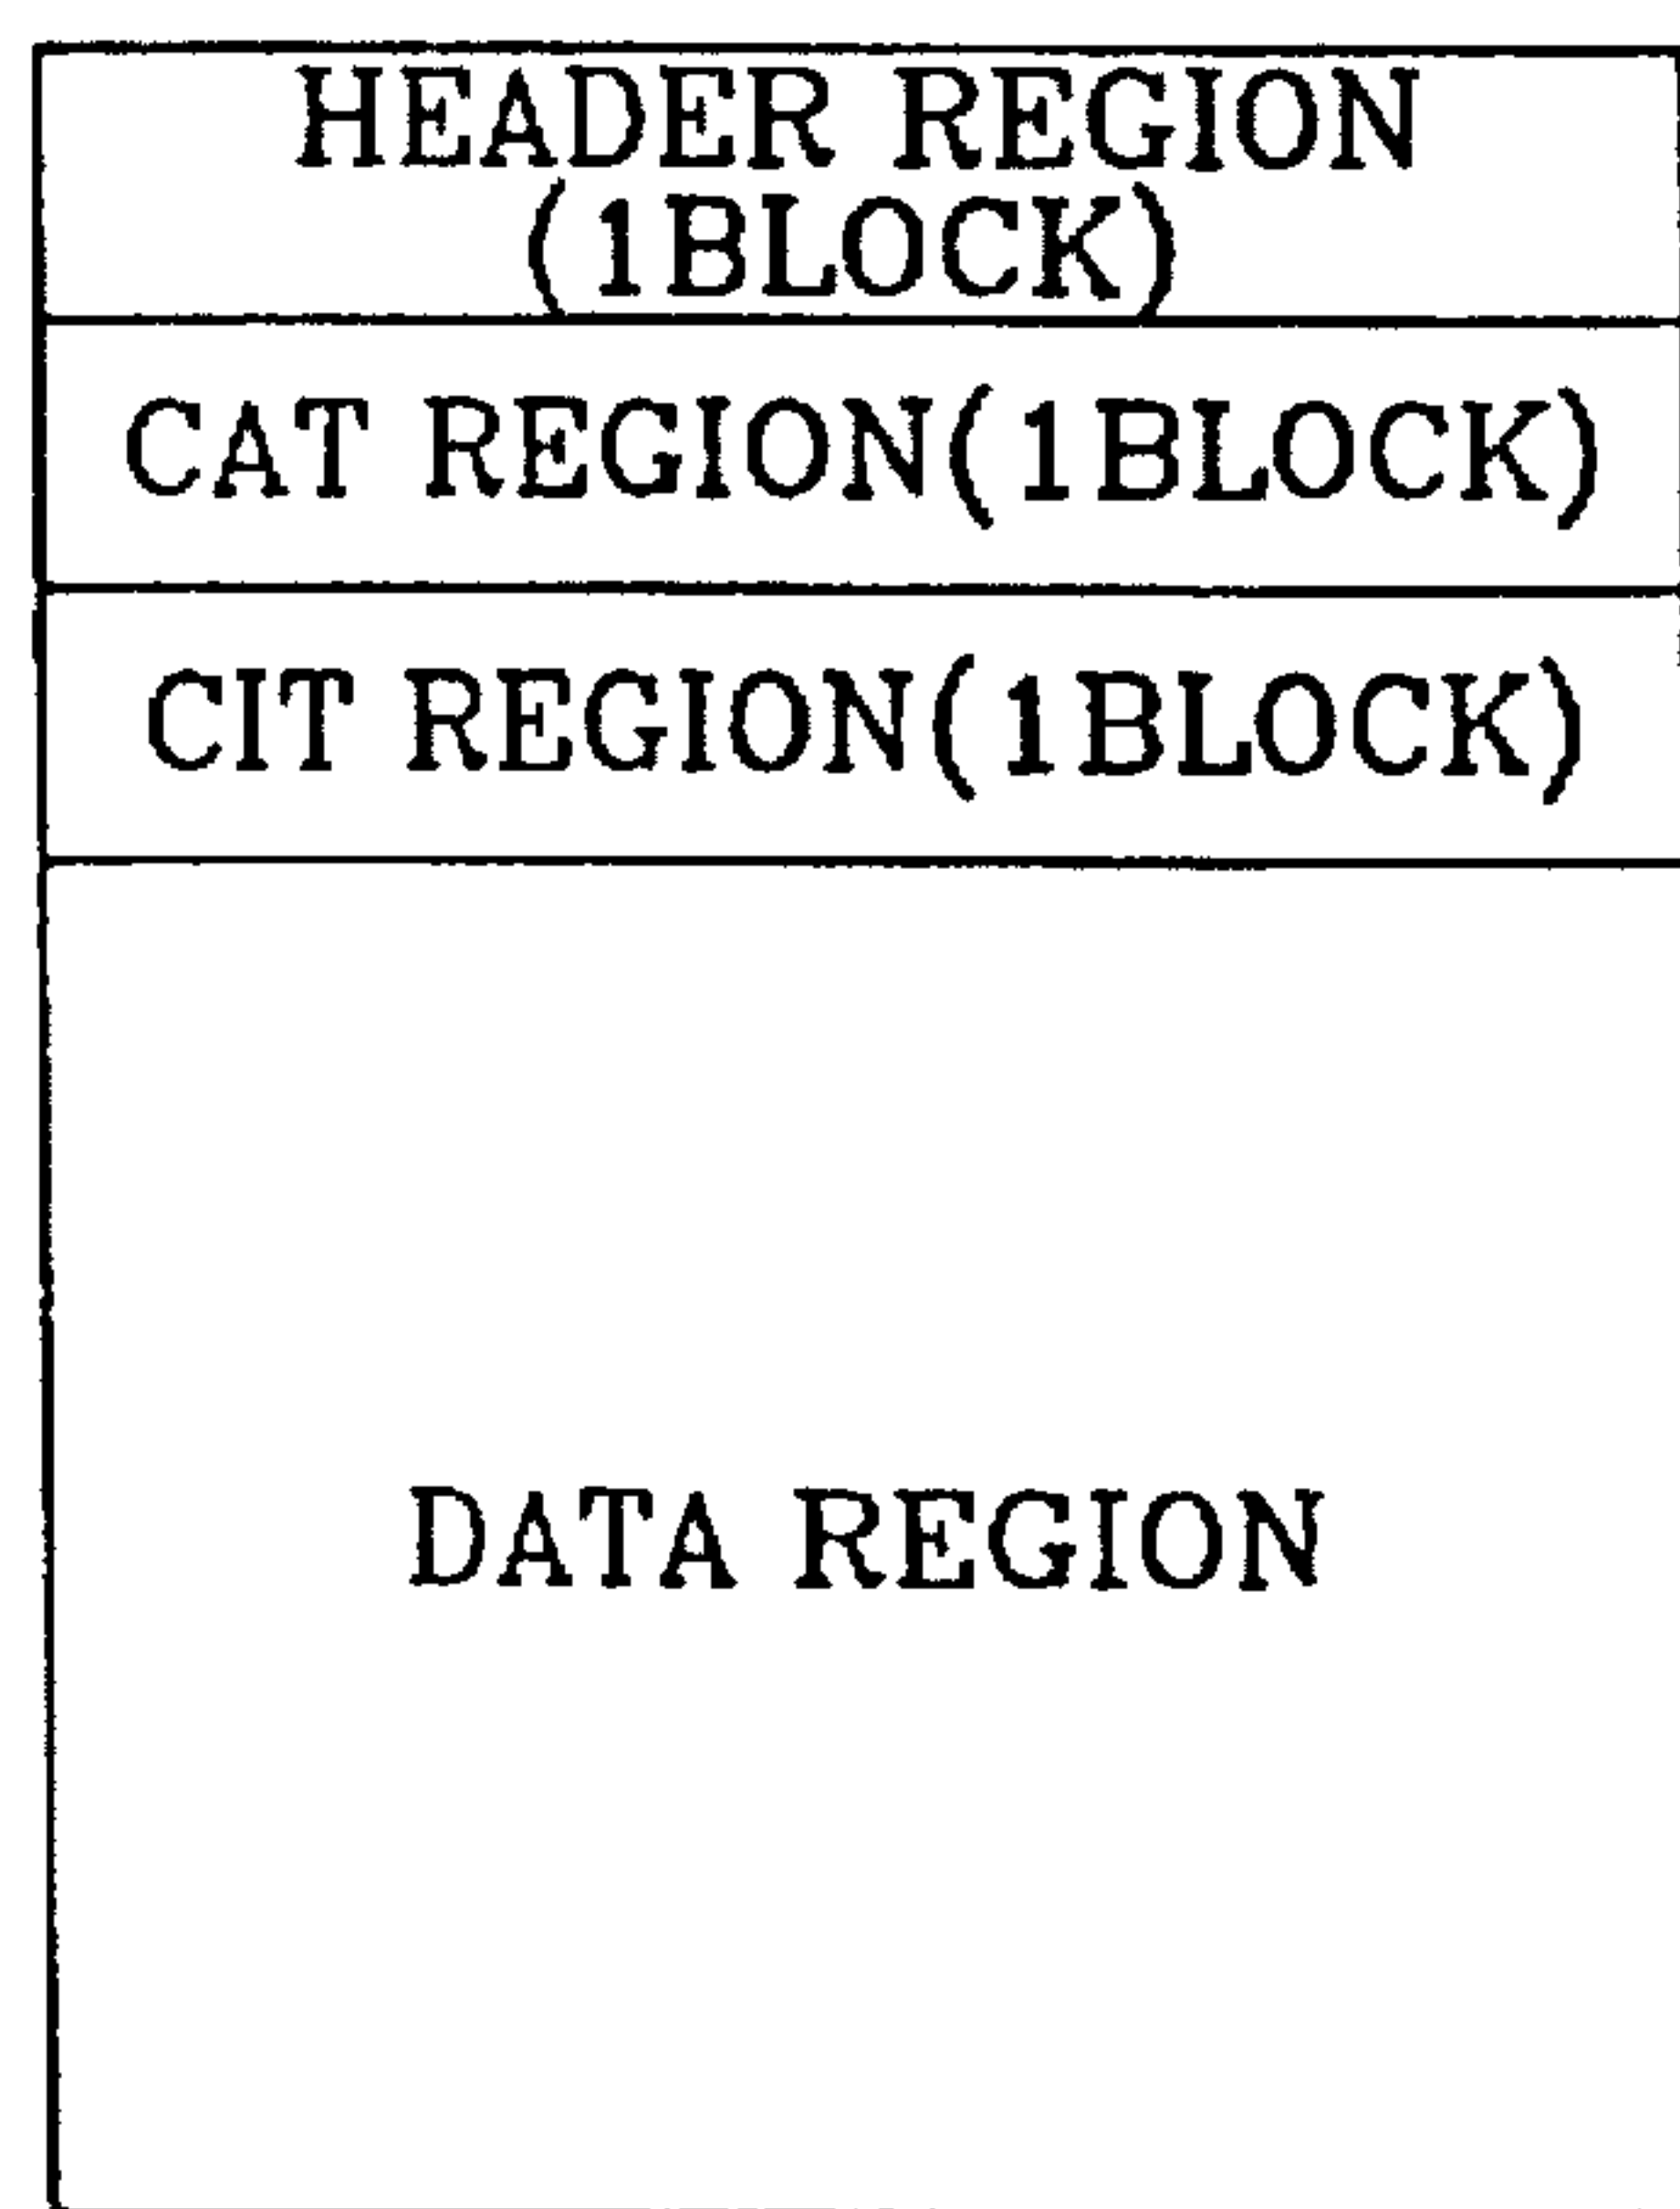 HEADER REGION
(1BLOCK)
CAT REGION(1BLOCK)
CIT REGION(1BLOCK)
DATA REGION